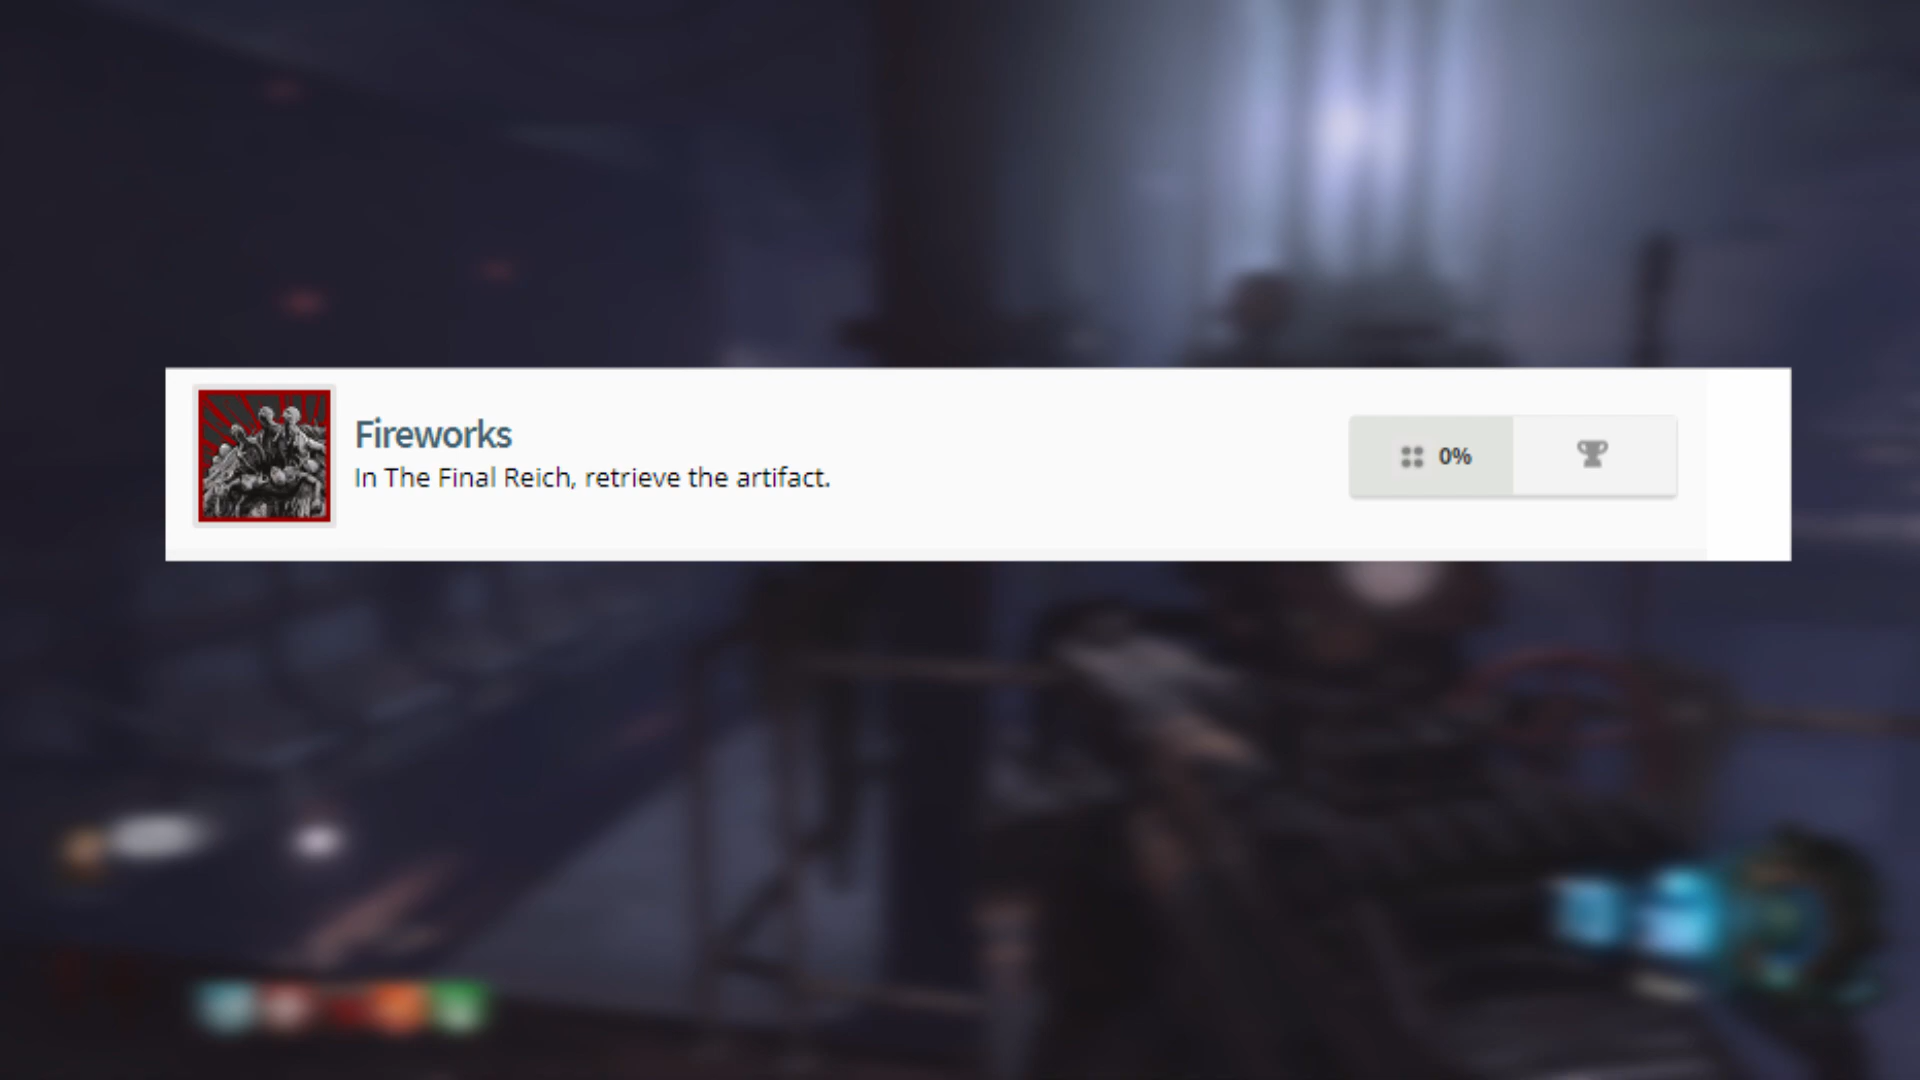 Fireworks
In The Final Reich, retrieve the artifact.
0%